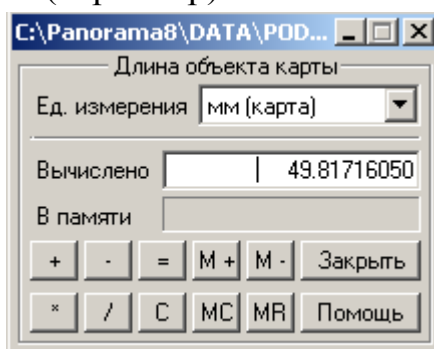 C:\Panorama8\DATA\POD...
Длина объекта карты
Ед. измерения мм (карта)
Вычислено 49.81716050
В памяти
+ - = M + M - Закрыть
* / C MC MR Помощь